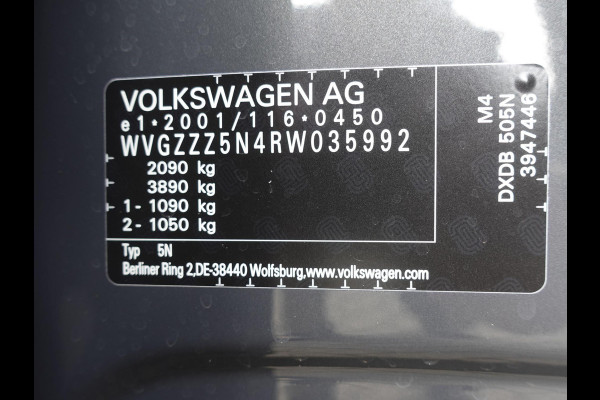 VOLKSWAGEN AG
e1*2001/116*0450
WVGZZZ5N4RW035992
2090 kg
3890 kg
1- 1090 kg
2- 1050 kg
Typ 5N
Berliner Ring 2,DE-38440 Wolfsburg,www.volkswagen.com
M4
DXDB 505N
3947446